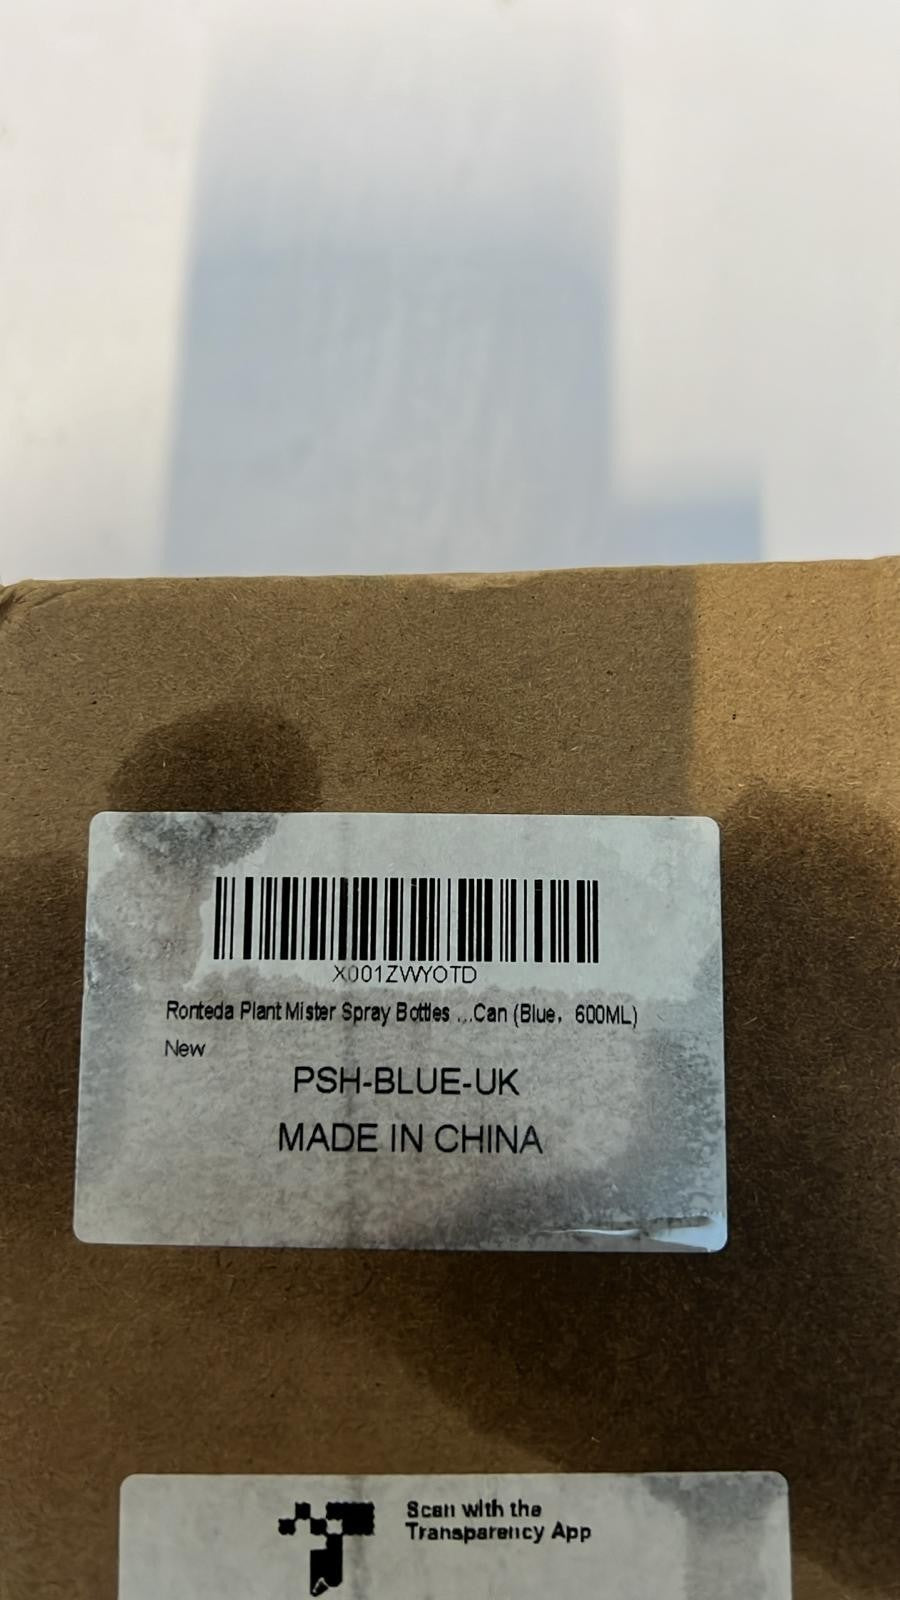 X001ZWYOTD
Ronteda Plant Mister Spray Bottles ...Can (Blue，600ML)
New
PSH-BLUE-UK
MADE IN CHINA
Scan with the
Transparency App